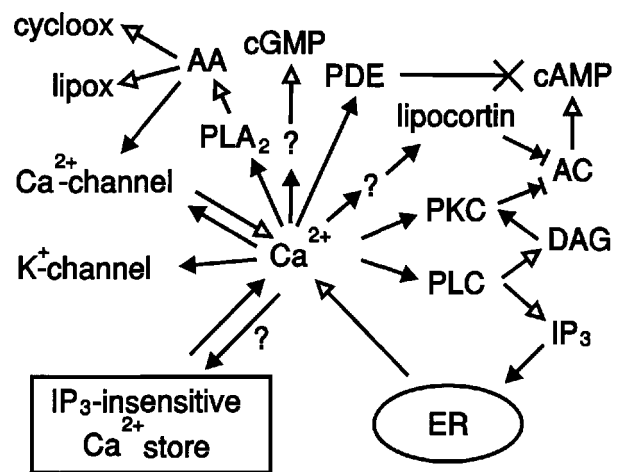 cycloox
cGMP
AA
PDE
cAMP
lipox
lipocortin
PLA₂
?
Ca²⁺-channel
?
AC
PKC
DAG
Ca²⁺
K⁺-channel
PLC
IP₃
?
IP₃-insensitive
Ca²⁺ store
ER